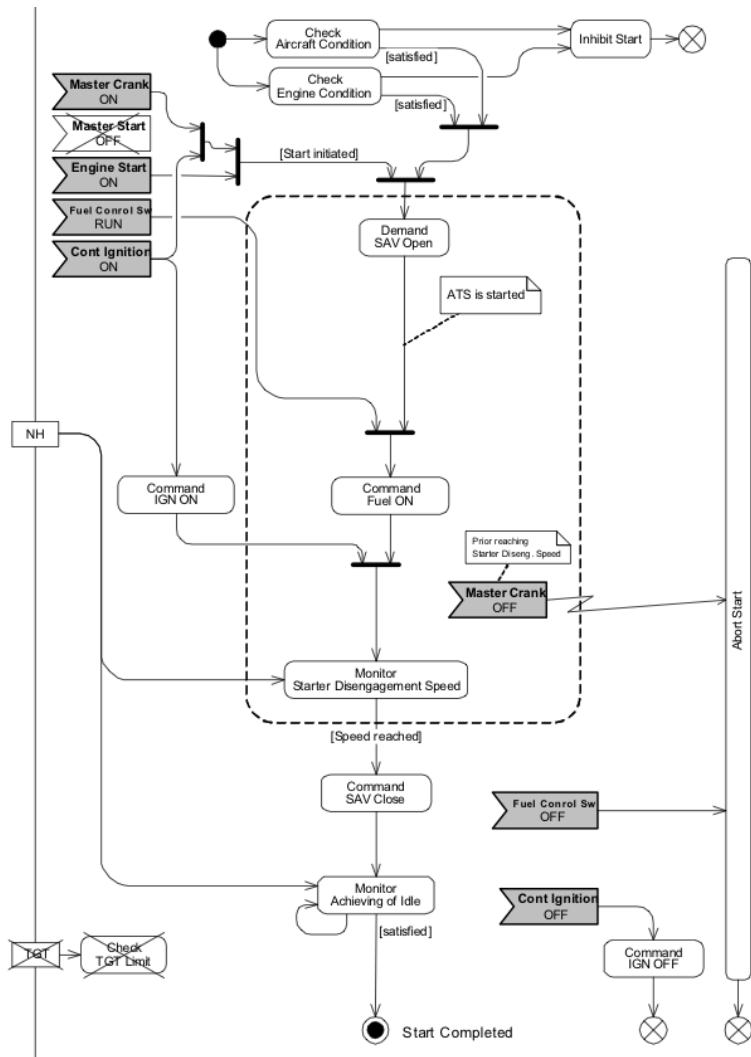 Check
Aircraft Condition
Inhibit Start
[satisfied]
Check
Engine Condition
[satisfied]
Master Crank
ON
Master Start
OFF
Engine Start
ON
[Start initiated]
Fuel Conrol Sw
RUN
Cont Ignition
ON
Demand
SAV Open
ATS is started
NH
Command
IGN ON
Command
Fuel ON
Prior reaching
Starter Diseng. Speed
Master Crank
OFF
Abort Start
Monitor
Starter Disengagement Speed
[Speed reached]
Command
SAV Close
Fuel Conrol Sw
OFF
Monitor
Achieving of Idle
Cont Ignition
OFF
[satisfied]
TGT
Check
TGT Limit
Command
IGN OFF
Start Completed